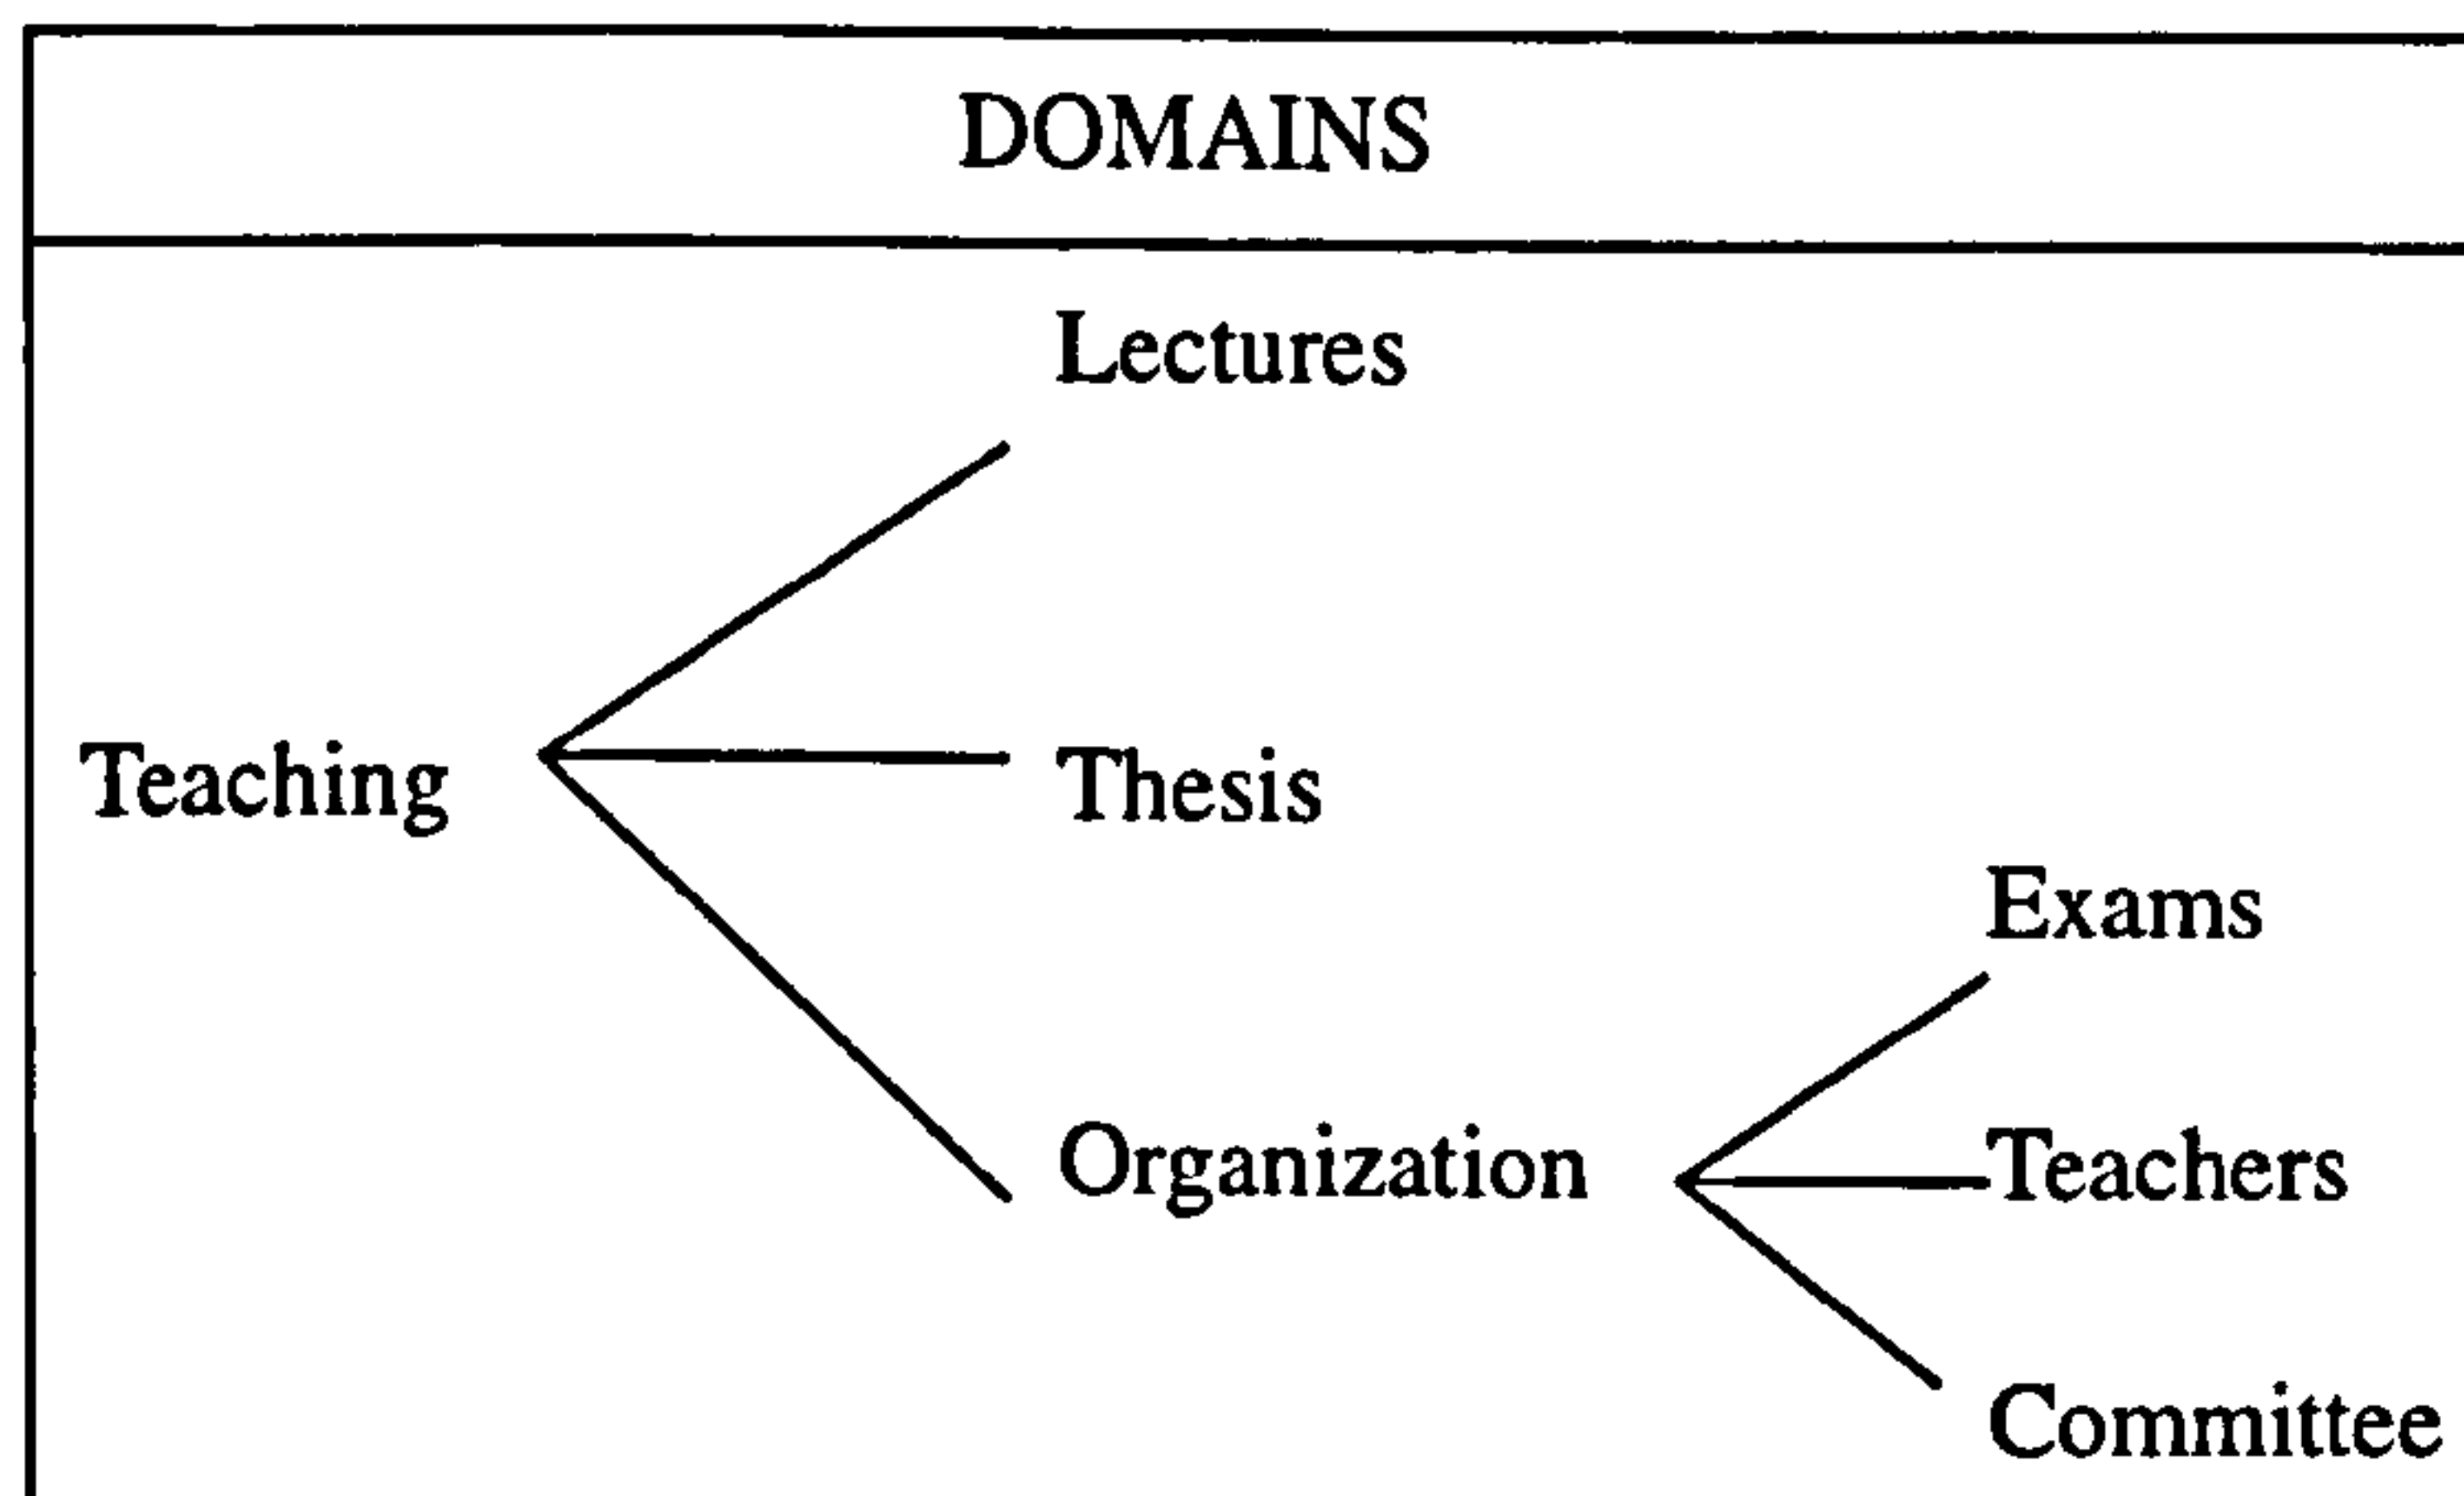 DOMAINS
Lectures
Teaching
Thesis
Exams
Organization
Teachers
Committee